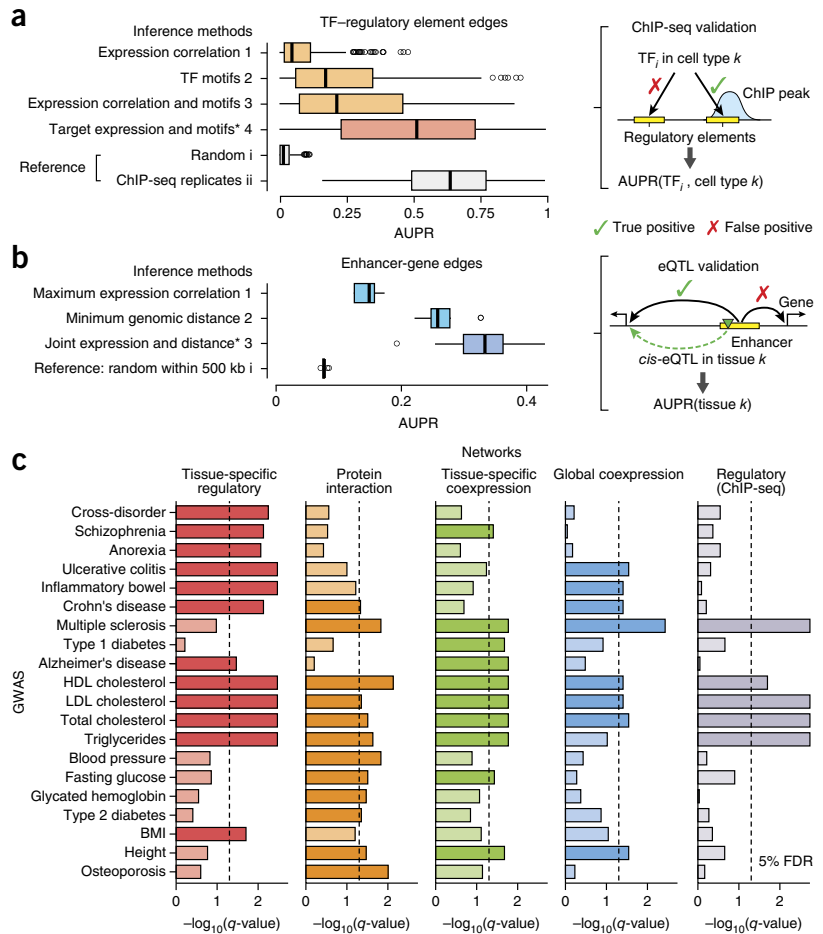 a
TF–regulatory element edges
Inference methods
Expression correlation 1
TF motifs 2
Expression correlation and motifs 3
Target expression and motifs* 4
Reference
Random i
ChIP-seq replicates ii
0
0.25
0.5
0.75
1
AUPR
ChIP-seq validation
TFi in cell type k
✗
✓
ChIP peak
Regulatory elements
AUPR(TFi , cell type k)
✓ True positive ✗ False positive
b
Enhancer-gene edges
Inference methods
Maximum expression correlation 1
Minimum genomic distance 2
Joint expression and distance* 3
Reference: random within 500 kb i
0
0.2
0.4
AUPR
eQTL validation
✓
✗
Gene
Enhancer
cis-eQTL in tissue k
AUPR(tissue k)
c
Networks
Tissue-specific
regulatory
Protein
interaction
Tissue-specific
coexpression
Global coexpression
Regulatory
(ChIP-seq)
GWAS
Cross-disorder
Schizophrenia
Anorexia
Ulcerative colitis
Inflammatory bowel
Crohn's disease
Multiple sclerosis
Type 1 diabetes
Alzheimer's disease
HDL cholesterol
LDL cholesterol
Total cholesterol
Triglycerides
Blood pressure
Fasting glucose
Glycated hemoglobin
Type 2 diabetes
BMI
Height
Osteoporosis
5% FDR
0 1 2
0 1 2
0 1 2
0 1 2
0 1 2
–log10(q-value)
–log10(q-value)
–log10(q-value)
–log10(q-value)
–log10(q-value)